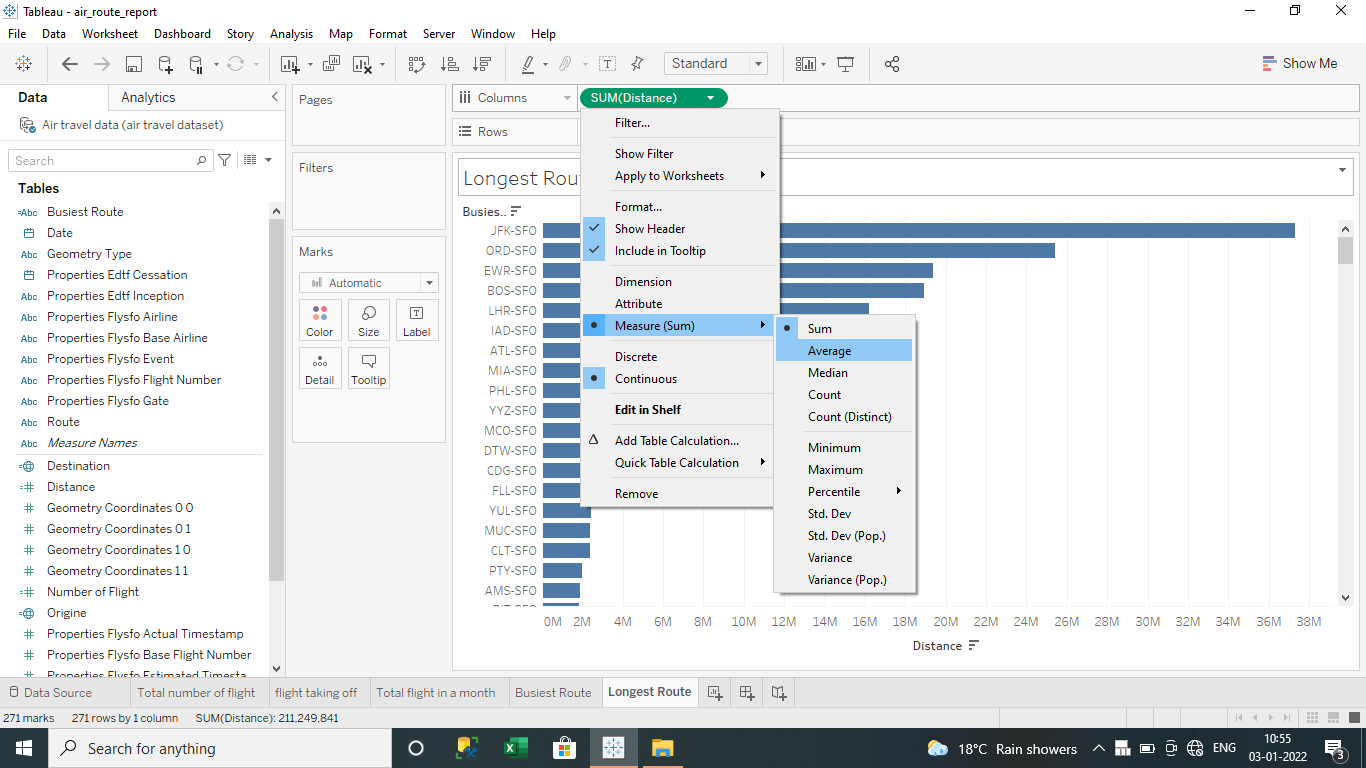 Tableau - air_route_report
File Data Worksheet Dashboard Story Analysis Map Format Server Window Help
Standard
Show Me
Data Analytics
Air travel data (air travel dataset)
Search
Tables
=Abc Busiest Route
Date
Abc Geometry Type
Properties Edtf Cessation
Abc Properties Edtf Inception
Abc Properties Flysfo Airline
Abc Properties Flysfo Base Airline
Abc Properties Flysfo Event
Abc Properties Flysfo Flight Number
Abc Properties Flysfo Gate
Abc Route
Abc Measure Names
Destination
=# Distance
# Geometry Coordinates 0 0
# Geometry Coordinates 0 1
# Geometry Coordinates 1 0
# Geometry Coordinates 1 1
=# Number of Flight
Origine
# Properties Flysfo Actual Timestamp
# Properties Flysfo Base Flight Number
# Properties Flysfo Estimated Timesta
Pages
Filters
Marks
Automatic
Color Size Label
Detail Tooltip
Columns SUM(Distance)
Rows
Longest Rou
Busies..
JFK-SFO
ORD-SFO
EWR-SFO
BOS-SFO
LHR-SFO
IAD-SFO
ATL-SFO
MIA-SFO
PHL-SFO
YYZ-SFO
MCO-SFO
DTW-SFO
CDG-SFO
FLL-SFO
YUL-SFO
MUC-SFO
CLT-SFO
PTY-SFO
AMS-SFO
0M 2M 4M 6M 8M 10M 12M 14M 16M 18M 20M 22M 24M 26M 28M 30M 32M 34M 36M 38M
Distance
Filter...
Show Filter
Apply to Worksheets
Format...
Show Header
Include in Tooltip
Dimension
Attribute
Measure (Sum)
Discrete
Continuous
Edit in Shelf
Add Table Calculation...
Quick Table Calculation
Remove
Sum
Average
Median
Count
Count (Distinct)
Minimum
Maximum
Percentile
Std. Dev
Std. Dev (Pop.)
Variance
Variance (Pop.)
Data Source Total number of flight flight taking off Total flight in a month Busiest Route Longest Route
271 marks 271 rows by 1 column SUM(Distance): 211,249,841
Search for anything
18°C Rain showers
ENG
10:55
03-01-2022
3